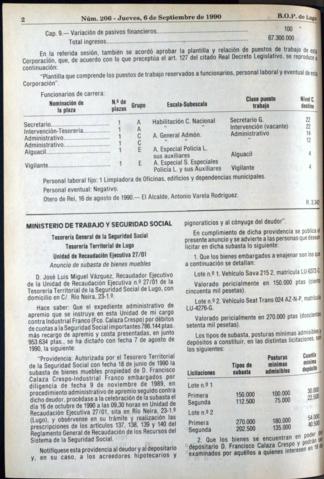 2
Núm. 206 - Jueves, 6 de Septiembre de 1990
B.O.P. de Lugo
Cap. 9.— Variación de pasivos financieros
100 "
Total ingresos
67.300.000
En la referida sesión, también se acordó aprobar la plantilla y relación de puestos de trabajo de esta
Corporación, que, de acuerdo con lo que preceptúa el art. 127 del citado Real Decreto Legislativo, se reproduce a
continuación:
"Plantilla que comprende los puestos de trabajo reservados a funcionarios, personal laboral y eventual de esta
Corporación".
Funcionarios de carrera:
Nominación de la plaza N.º de plazas Grupo Escala-Subescala Clase puesto trabaja Nivel C.
Secretario 1 A Habilitación C. Nacional Secretario G. 22
Intervención-Tesorería 1 A " Intervención (vacante) 22
Administrativo 1 C A. General Admón. Administrativo 14
Administrativo 1 C " " 12
Alguacil 1 E A. Especial Policía L.
sus auxiliares Alguacil 4
Vigilante 1 E A. Especial S. Especiales
Policía L. y sus Auxiliares Vigilante 4
Personal laboral fijo: 1 Limpiadora de Oficinas, edificios y dependencias municipales.
Personal eventual: Negativo.
Otero de Rei, 16 de agosto de 1990.— El Alcalde, Antonio Varela Rodríguez.
R. 3.342
MINISTERIO DE TRABAJO Y SEGURIDAD SOCIAL
Tesorería General de la Seguridad Social
Tesorería Territorial de Lugo
Unidad de Recaudación Ejecutiva 27/01
Anuncio de subasta de bienes muebles
D. José Luis Miguel Vázquez, Recaudador Ejecutivo
de la Unidad de Recaudación Ejecutiva n.º 27/01 de la
Tesorería Territorial de la Seguridad Social de Lugo, con
domicilio en C/. Río Neira, 23-1.º
Hace saber: Que el expediente administrativo de
apremio que se instruye en esta Unidad de mi cargo
contra Industrial Franco (Fco. Calaza Crespo) por débitos
de cuotas a la Seguridad Social importantes 786.144 ptas.
más recargo de apremio y costas presentadas, en junto
953.634 ptas., se ha dictado con fecha 7 de agosto de
1990, la siguiente:
"Providencia: Autorizada por el Tesorero Territorial
de la Seguridad Social con fecha 18 de junio de 1990 la
subasta de bienes muebles propiedad de D. Francisco
Calaza Crespo-Industrial Franco embargados por
diligencia de fecha 9 de noviembre de 1989, en
procedimiento administrativo de apremio seguido contra
dicho deudor, procédase a la celebración de la subasta el
día 16 de octubre de 1990 a las 09,30 horas en Unidad de
Recaudación Ejecutiva 27/01, sita en Río Neira, 23-1.º
(Lugo), y obsérvense en su trámite y realización las
prescripciones de los artículos 137, 138, 139 y 140 del
Reglamento General de Recaudación de los Recursos del
Sistema de la Seguridad Social.
Notifíquese esta providencia al deudor y al depositario
y, en su caso, a los acreedores hipotecarios y
pignoraticios y al cónyuge del deudor".
En cumplimiento de dicha providencia se publica el
presente anuncio y se advierte a las personas que deseen
licitar en dicha subasta lo siguiente:
1. Que los bienes embargados a enajenar son los que
a continuación se detallan:
Lote n.º 1. Vehículo Sava 215 2, matrícula
Valorado pericialmente en 150.000 ptas (ciento
cincuenta mil pesetas).
Lote n.º 2. Vehículo Seat Trans 024 AZ-N-P, matrícula
LU-4276-G.
Valorado pericialmente en 270.000 ptas (doscientas
setenta mil pesetas).
Los tipos de subasta, posturas mínimas admisibles y
depósitos a constituir, en las distintas licitaciones, son
los siguientes:
Licitaciones Tipos subasta Posturas mínimas admisibles Cuantía mínima depósito
Lote n.º 1
Primera 150.000 100.000 30.000
Segunda 112.500 75.000 22.500
Lote n.º 2
Primera 270.000 180.000 54.000
Segunda 202.500 135.000 40.500
2. Que los bienes se encuentran en poder del
depositario D. Francisco Calaza Crespo y podrán ser
examinados por aquellos a quienes interesen en